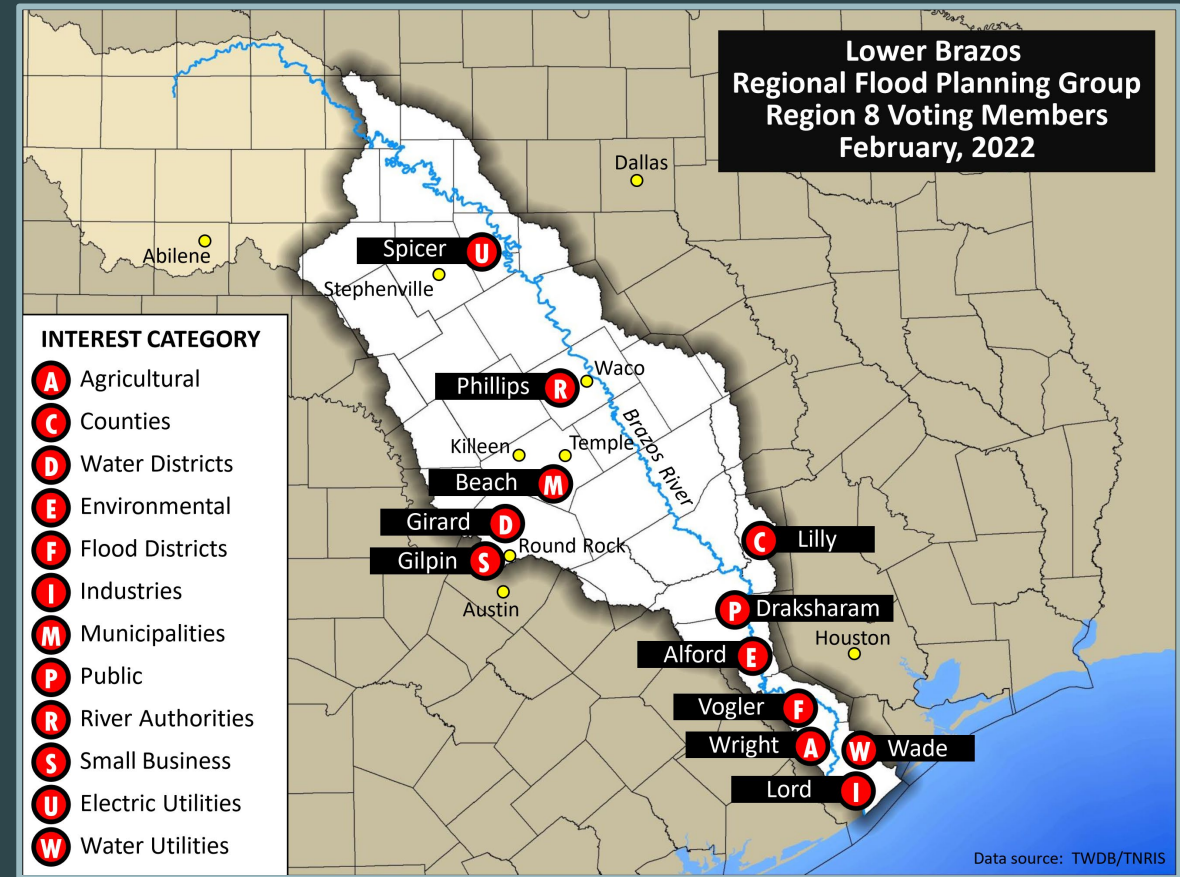 Lower Brazos
Regional Flood Planning Group
Region 8 Voting Members
February, 2022
Dallas
Abilene
Spicer U
Stephenville
INTEREST CATEGORY
A Agricultural
C Counties
D Water Districts
E Environmental
F Flood Districts
I Industries
M Municipalities
P Public
R River Authorities
S Small Business
U Electric Utilities
W Water Utilities
Waco
Phillips R
Brazos River
Killeen
Temple
Beach M
Girard D
Gilpin S
Round Rock
Austin
C Lilly
P Draksharam
Houston
Alford E
Vogler F
Wright A
W Wade
Lord I
Data source: TWDB/TNRIS